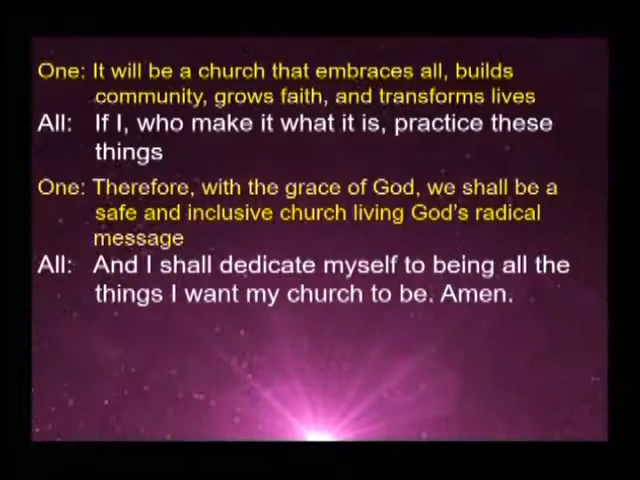 One: It will be a church that embraces all, builds
community, grows faith, and transforms lives
All: If I, who make it what it is, practice these
things
One: Therefore, with the grace of God, we shall be a
safe and inclusive church living God's radical
message
All: And I shall dedicate myself to being all the
things I want my church to be. Amen.